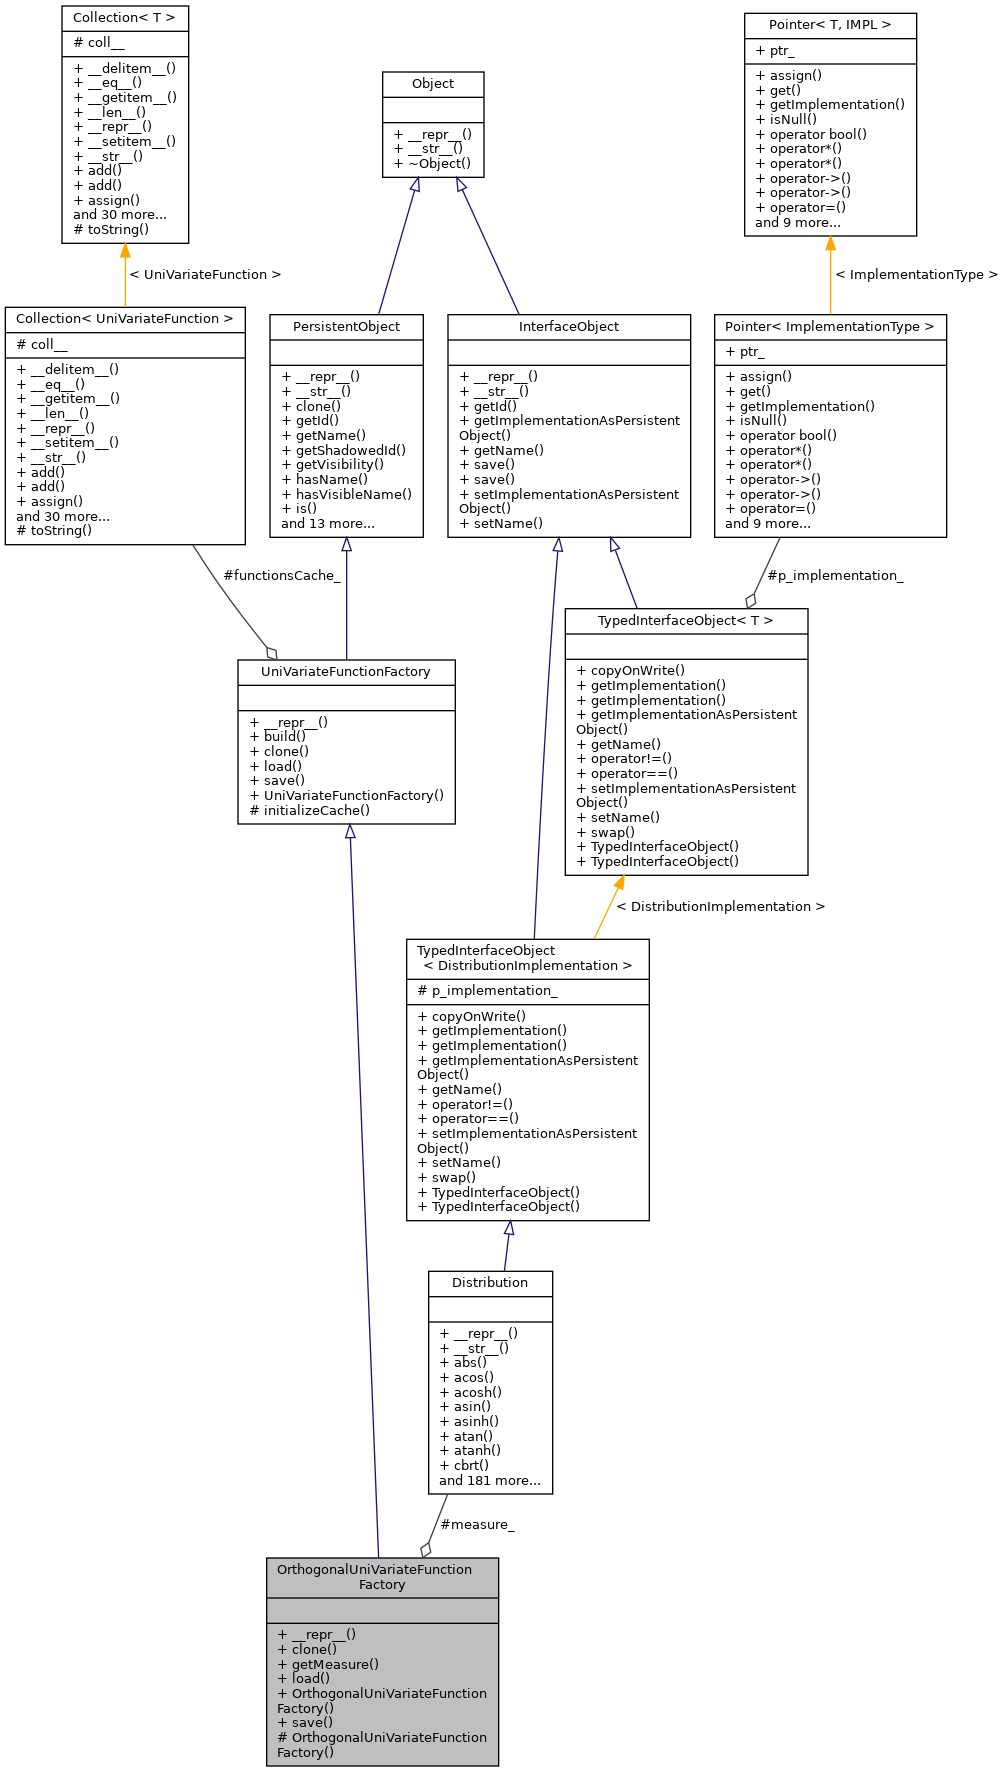 Collection< T >
# coll__
+ __delitem__()
+ __eq__()
+ __getitem__()
+ __len__()
+ __repr__()
+ __setitem__()
+ __str__()
+ add()
+ add()
+ assign()
and 30 more...
# toString()
Object
+ __repr__()
+ __str__()
+ ~Object()
Pointer< T, IMPL >
+ ptr_
+ assign()
+ get()
+ getImplementation()
+ isNull()
+ operator bool()
+ operator*()
+ operator*()
+ operator->()
+ operator->()
+ operator=()
and 9 more...
< UniVariateFunction >
< ImplementationType >
Collection< UniVariateFunction >
# coll__
+ __delitem__()
+ __eq__()
+ __getitem__()
+ __len__()
+ __repr__()
+ __setitem__()
+ __str__()
+ add()
+ add()
+ assign()
and 30 more...
# toString()
PersistentObject
+ __repr__()
+ __str__()
+ clone()
+ getId()
+ getName()
+ getShadowedId()
+ getVisibility()
+ hasName()
+ hasVisibleName()
+ is()
and 13 more...
InterfaceObject
+ __repr__()
+ __str__()
+ getId()
+ getImplementationAsPersistent
Object()
+ getName()
+ save()
+ save()
+ setImplementationAsPersistent
Object()
+ setName()
Pointer< ImplementationType >
+ ptr_
+ assign()
+ get()
+ getImplementation()
+ isNull()
+ operator bool()
+ operator*()
+ operator*()
+ operator->()
+ operator->()
+ operator=()
and 9 more...
#functionsCache_
#p_implementation_
UniVariateFunctionFactory
+ __repr__()
+ build()
+ clone()
+ load()
+ save()
+ UniVariateFunctionFactory()
# initializeCache()
TypedInterfaceObject< T >
+ copyOnWrite()
+ getImplementation()
+ getImplementation()
+ getImplementationAsPersistent
Object()
+ getName()
+ operator!=()
+ operator==()
+ setImplementationAsPersistent
Object()
+ setName()
+ swap()
+ TypedInterfaceObject()
+ TypedInterfaceObject()
< DistributionImplementation >
TypedInterfaceObject
< DistributionImplementation >
# p_implementation_
+ copyOnWrite()
+ getImplementation()
+ getImplementation()
+ getImplementationAsPersistent
Object()
+ getName()
+ operator!=()
+ operator==()
+ setImplementationAsPersistent
Object()
+ setName()
+ swap()
+ TypedInterfaceObject()
+ TypedInterfaceObject()
Distribution
+ __repr__()
+ __str__()
+ abs()
+ acos()
+ acosh()
+ asin()
+ asinh()
+ atan()
+ atanh()
+ cbrt()
and 181 more...
#measure_
OrthogonalUniVariateFunction
Factory
+ __repr__()
+ clone()
+ getMeasure()
+ load()
+ OrthogonalUniVariateFunction
Factory()
+ save()
# OrthogonalUniVariateFunction
Factory()